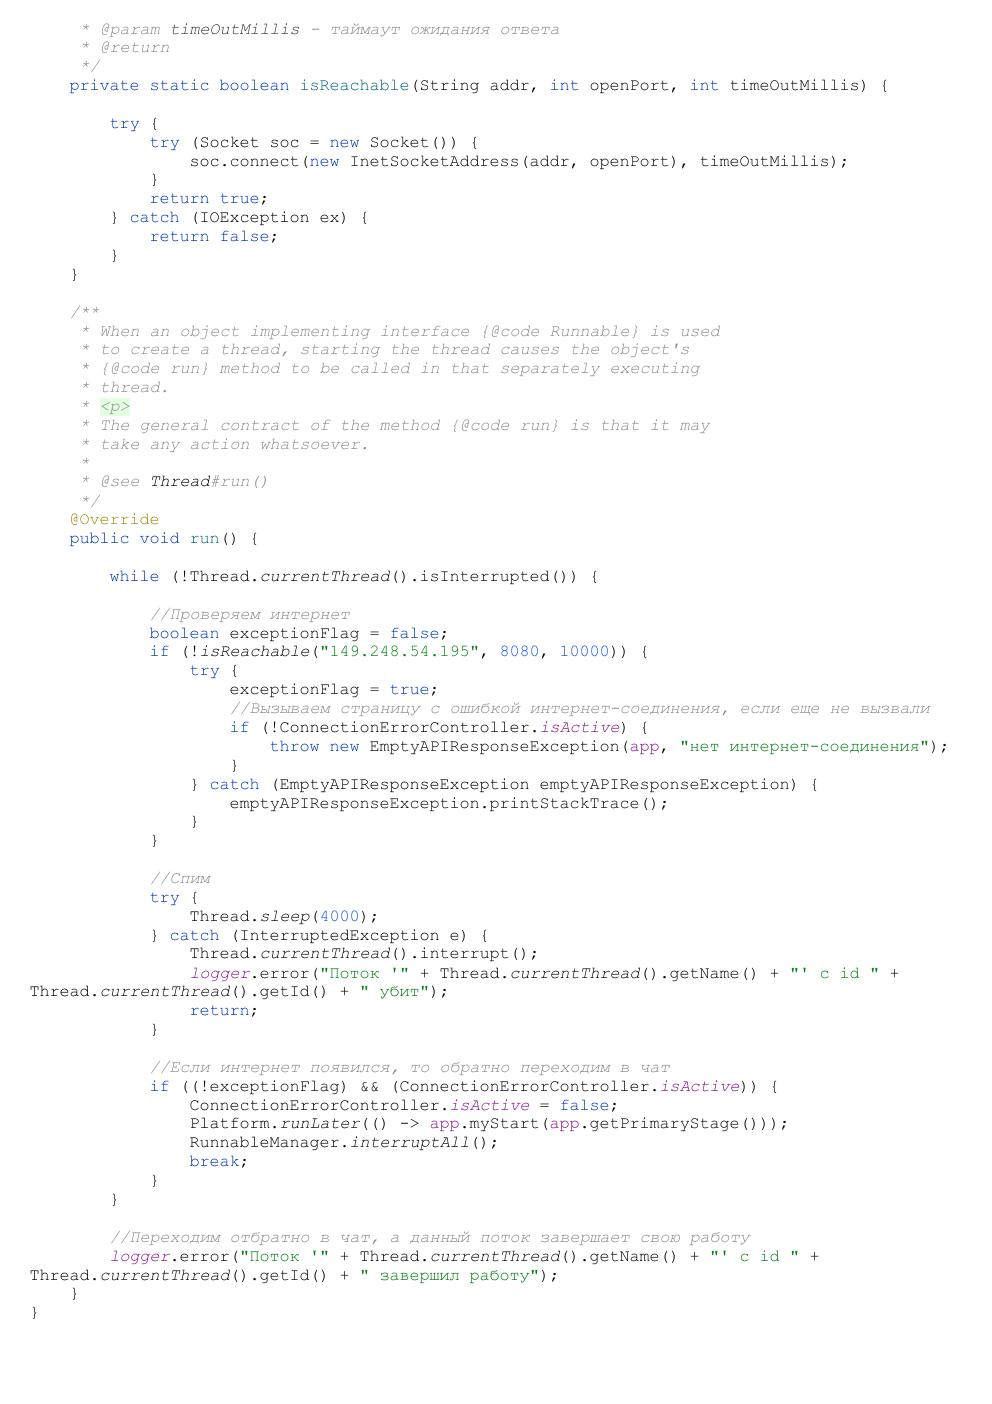 * @param timeOutMillis - таймаут ожидания ответа
* @return
*/
private static boolean isReachable(String addr, int openPort, int timeOutMillis) {
try {
try (Socket soc = new Socket()) {
soc.connect(new InetSocketAddress(addr, openPort), timeOutMillis);
}
return true;
} catch (IOException ex) {
return false;
}
}
/**
* When an object implementing interface {@code Runnable} is used
* to create a thread, starting the thread causes the object's
* {@code run} method to be called in that separately executing
* thread.
* <p>
* The general contract of the method {@code run} is that it may
* take any action whatsoever.
*
* @see Thread#run()
*/
@Override
public void run() {
while (!Thread.currentThread().isInterrupted()) {
//Проверяем интернет
boolean exceptionFlag = false;
if (!isReachable("149.248.54.195", 8080, 10000)) {
try {
exceptionFlag = true;
//Вызываем страницу с ошибкой интернет-соединения, если еще не вызвали
if (!ConnectionErrorController.isActive) {
throw new EmptyAPIResponseException(app, "нет интернет-соединения");
}
} catch (EmptyAPIResponseException emptyAPIResponseException) {
emptyAPIResponseException.printStackTrace();
}
}
//Спим
try {
Thread.sleep(4000);
} catch (InterruptedException e) {
Thread.currentThread().interrupt();
logger.error("Поток '" + Thread.currentThread().getName() + "' с id " +
Thread.currentThread().getId() + " убит");
return;
}
//Если интернет появился, то обратно переходим в чат
if ((!exceptionFlag) && (ConnectionErrorController.isActive)) {
ConnectionErrorController.isActive = false;
Platform.runLater(() -> app.myStart(app.getPrimaryStage()));
RunnableManager.interruptAll();
break;
}
}
//Переходим отбратно в чат, а данный поток завершает свою работу
logger.error("Поток '" + Thread.currentThread().getName() + "' с id " +
Thread.currentThread().getId() + " завершил работу");
}
}